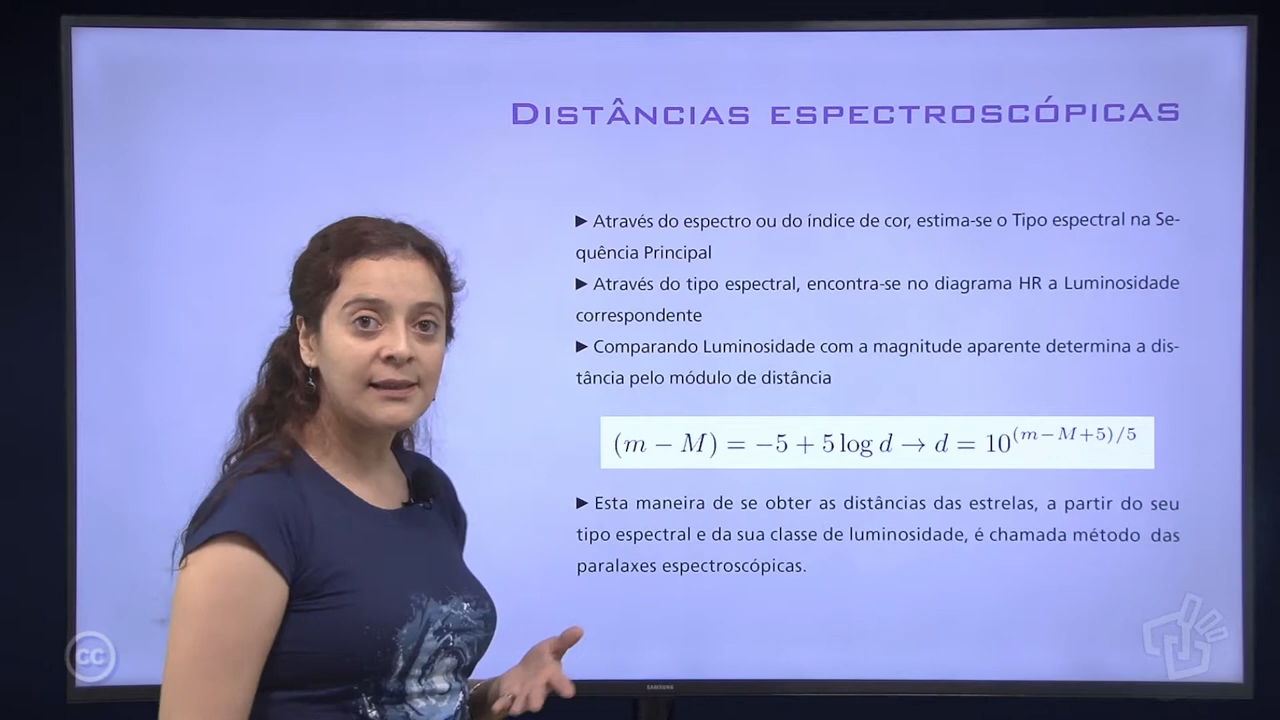 DISTÂNCIAS ESPECTROSCÓPICAS
► Através do espectro ou do índice de cor, estima-se o Tipo espectral na Se-
quência Principal
► Através do tipo espectral, encontra-se no diagrama HR a Luminosidade
correspondente
► Comparando Luminosidade com a magnitude aparente determina a dis-
tância pelo módulo de distância
(m − M) = −5 + 5 log d → d = 10^{(m−M+5)/5}
► Esta maneira de se obter as distâncias das estrelas, a partir do seu
tipo espectral e da sua classe de luminosidade, é chamada método das
paralaxes espectroscópicas.
cc
SAMSUNG